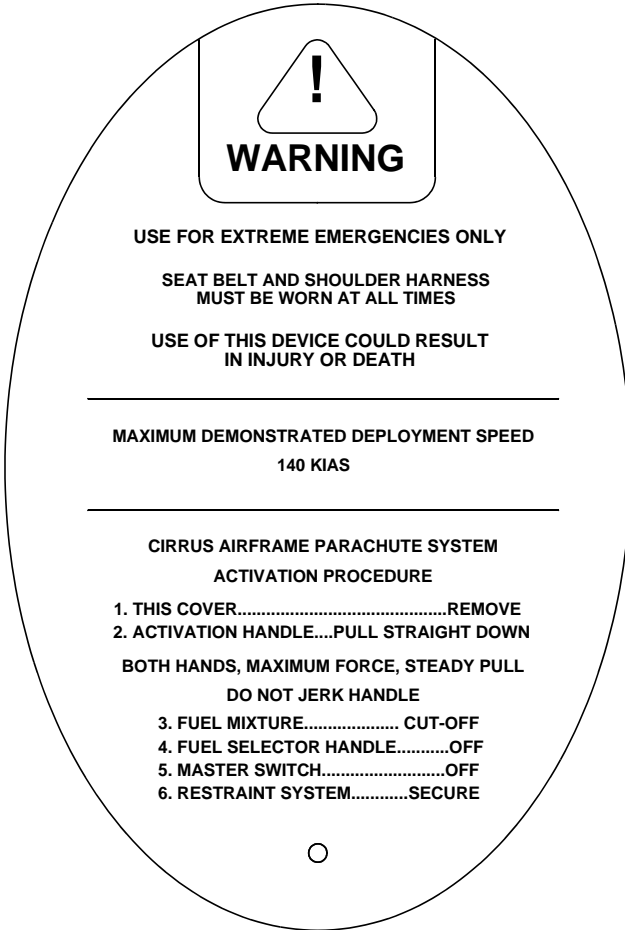 !
WARNING
USE FOR EXTREME EMERGENCIES ONLY
SEAT BELT AND SHOULDER HARNESS
MUST BE WORN AT ALL TIMES
USE OF THIS DEVICE COULD RESULT
IN INJURY OR DEATH
MAXIMUM DEMONSTRATED DEPLOYMENT SPEED
140 KIAS
CIRRUS AIRFRAME PARACHUTE SYSTEM
ACTIVATION PROCEDURE
1. THIS COVER..............................................REMOVE
2. ACTIVATION HANDLE....PULL STRAIGHT DOWN
BOTH HANDS, MAXIMUM FORCE, STEADY PULL
DO NOT JERK HANDLE
3. FUEL MIXTURE.................... CUT-OFF
4. FUEL SELECTOR HANDLE...........OFF
5. MASTER SWITCH..........................OFF
6. RESTRAINT SYSTEM............SECURE